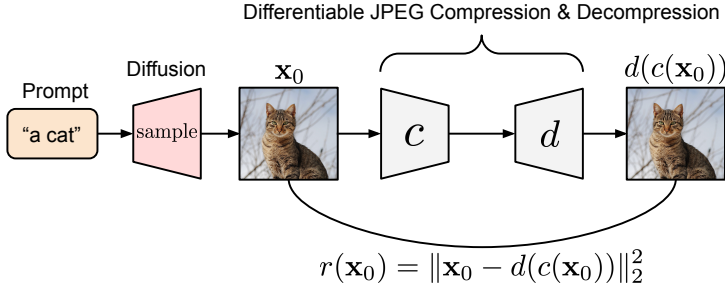 Differentiable JPEG Compression & Decompression
Prompt
Diffusion
x₀
d(c(x₀))
“a cat”
sample
c
d
r(x₀) = ‖x₀ − d(c(x₀))‖₂²